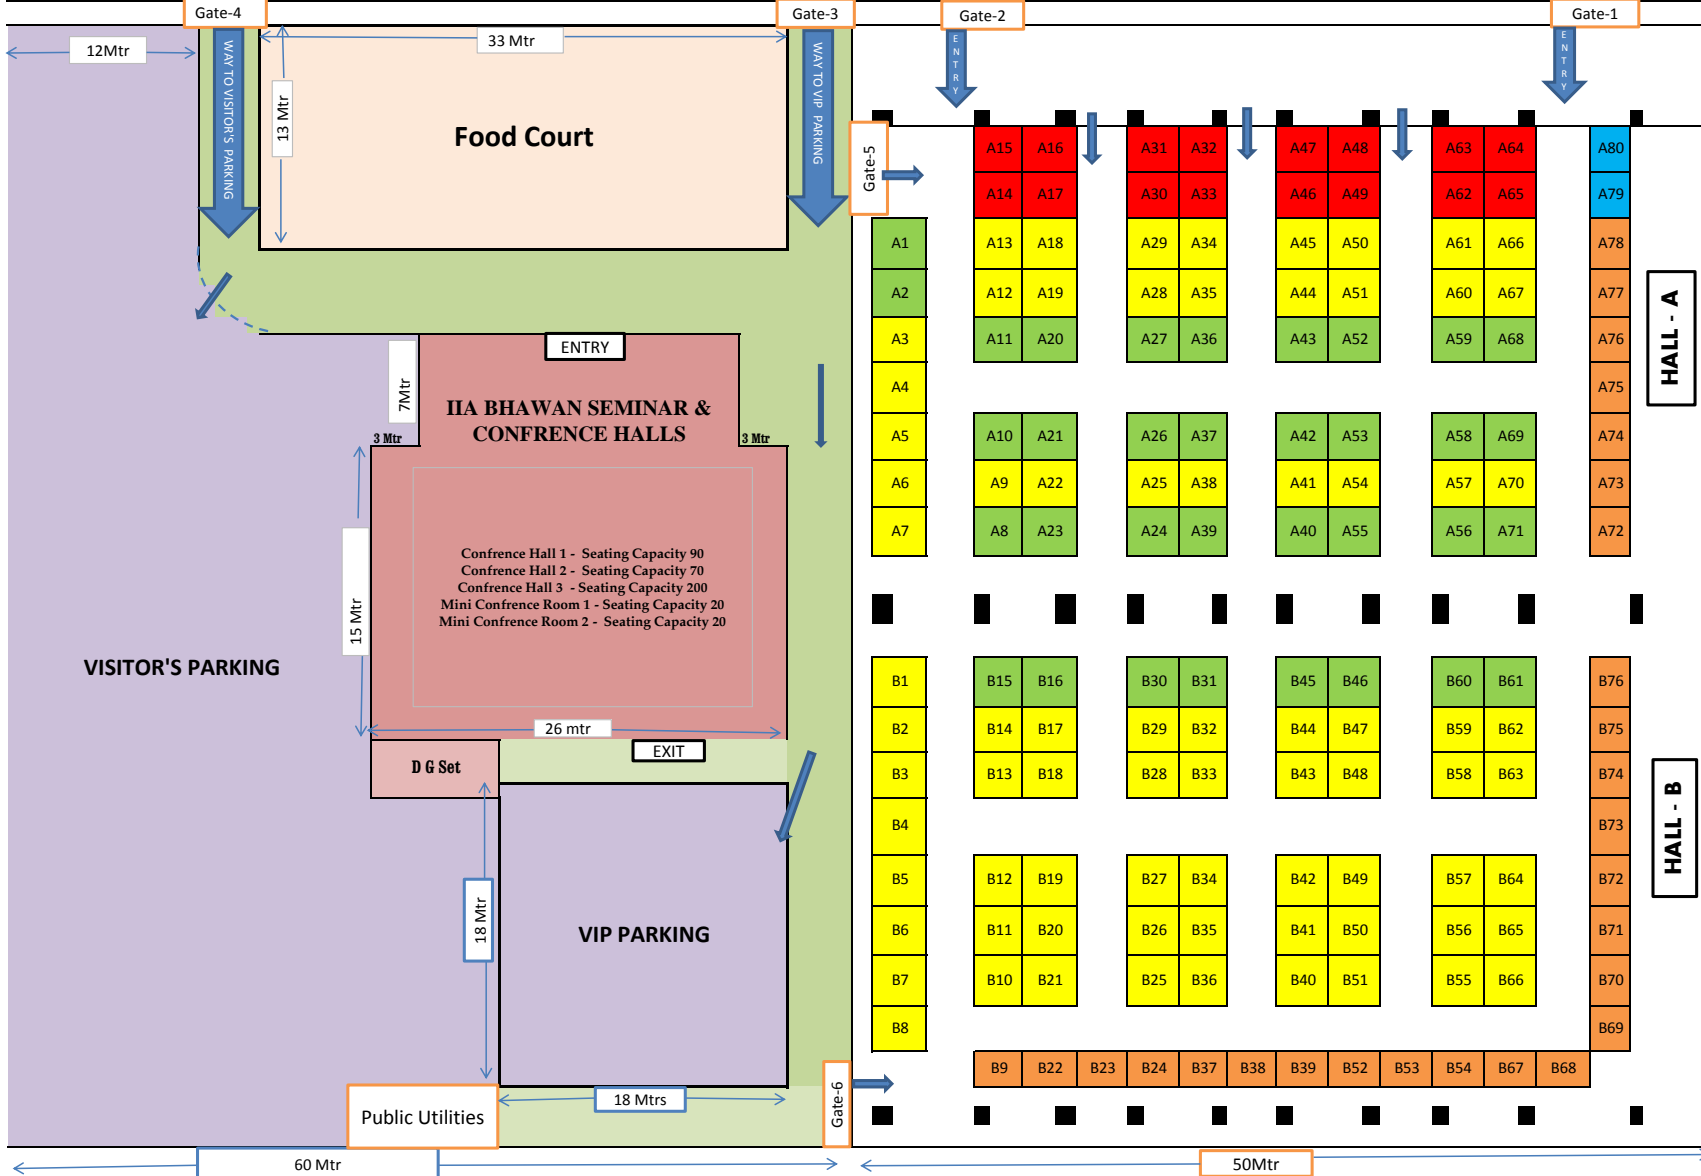 Gate-4
Gate-3
Gate-2
Gate-1
12Mtr
33 Mtr
13 Mtr
WAY TO VISITOR'S PARKING
WAY TO VIP PARKING
ENTRY
ENTRY
Food Court
Gate-5
ENTRY
7Mtr
IIA BHAWAN SEMINAR &
CONFRENCE HALLS
3 Mtr
3 Mtr
Confrence Hall 1 - Seating Capacity 90
Confrence Hall 2 - Seating Capacity 70
Confrence Hall 3 - Seating Capacity 200
Mini Confrence Room 1 - Seating Capacity 20
Mini Confrence Room 2 - Seating Capacity 20
15 Mtr
VISITOR'S PARKING
26 mtr
EXIT
D G Set
18 Mtr
VIP PARKING
18 Mtrs
Public Utilities
Gate-6
60 Mtr
50Mtr
A15 A16 A31 A32 A47 A48 A63 A64 A80
A14 A17 A30 A33 A46 A49 A62 A65 A79
A1 A13 A18 A29 A34 A45 A50 A61 A66 A78
A2 A12 A19 A28 A35 A44 A51 A60 A67 A77
A3 A11 A20 A27 A36 A43 A52 A59 A68 A76
A4 A75
A5 A10 A21 A26 A37 A42 A53 A58 A69 A74
A6 A9 A22 A25 A38 A41 A54 A57 A70 A73
A7 A8 A23 A24 A39 A40 A55 A56 A71 A72
HALL - A
B1 B15 B16 B30 B31 B45 B46 B60 B61 B76
B2 B14 B17 B29 B32 B44 B47 B59 B62 B75
B3 B13 B18 B28 B33 B43 B48 B58 B63 B74
B4 B73
B5 B12 B19 B27 B34 B42 B49 B57 B64 B72
B6 B11 B20 B26 B35 B41 B50 B56 B65 B71
B7 B10 B21 B25 B36 B40 B51 B55 B66 B70
B8 B69
B9 B22 B23 B24 B37 B38 B39 B52 B53 B54 B67 B68
HALL - B